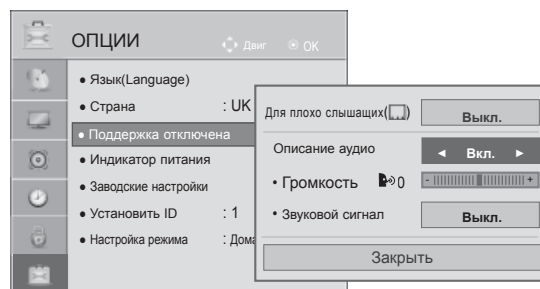 ОПЦИИ
Двиг OK
• Язык(Language)
• Страна : UK
• Поддержка отключена
• Индикатор питания
• Заводские настройки
• Установить ID : 1
• Настройка режима : Дома
Для плохо слышащих( ) Выкл.
Описание аудио ◄ Вкл. ►
• Громкость 0 - +
• Звуковой сигнал Выкл.
Закрыть